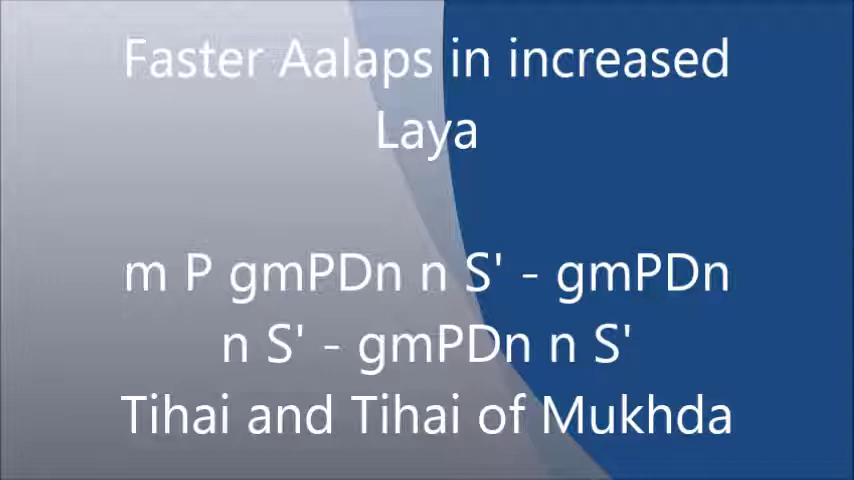 Faster Aalaps in increased
Laya
m P gmPDn n S' - gmPDn
n S' - gmPDn n S'
Tihai and Tihai of Mukhda